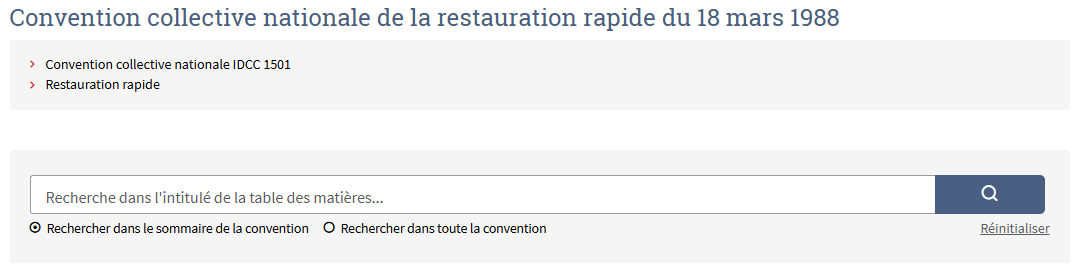 Convention collective nationale de la restauration rapide du 18 mars 1988
Convention collective nationale IDCC 1501
Restauration rapide
Recherche dans l'intitulé de la table des matières...
Rechercher dans le sommaire de la convention Rechercher dans toute la convention Réinitialiser